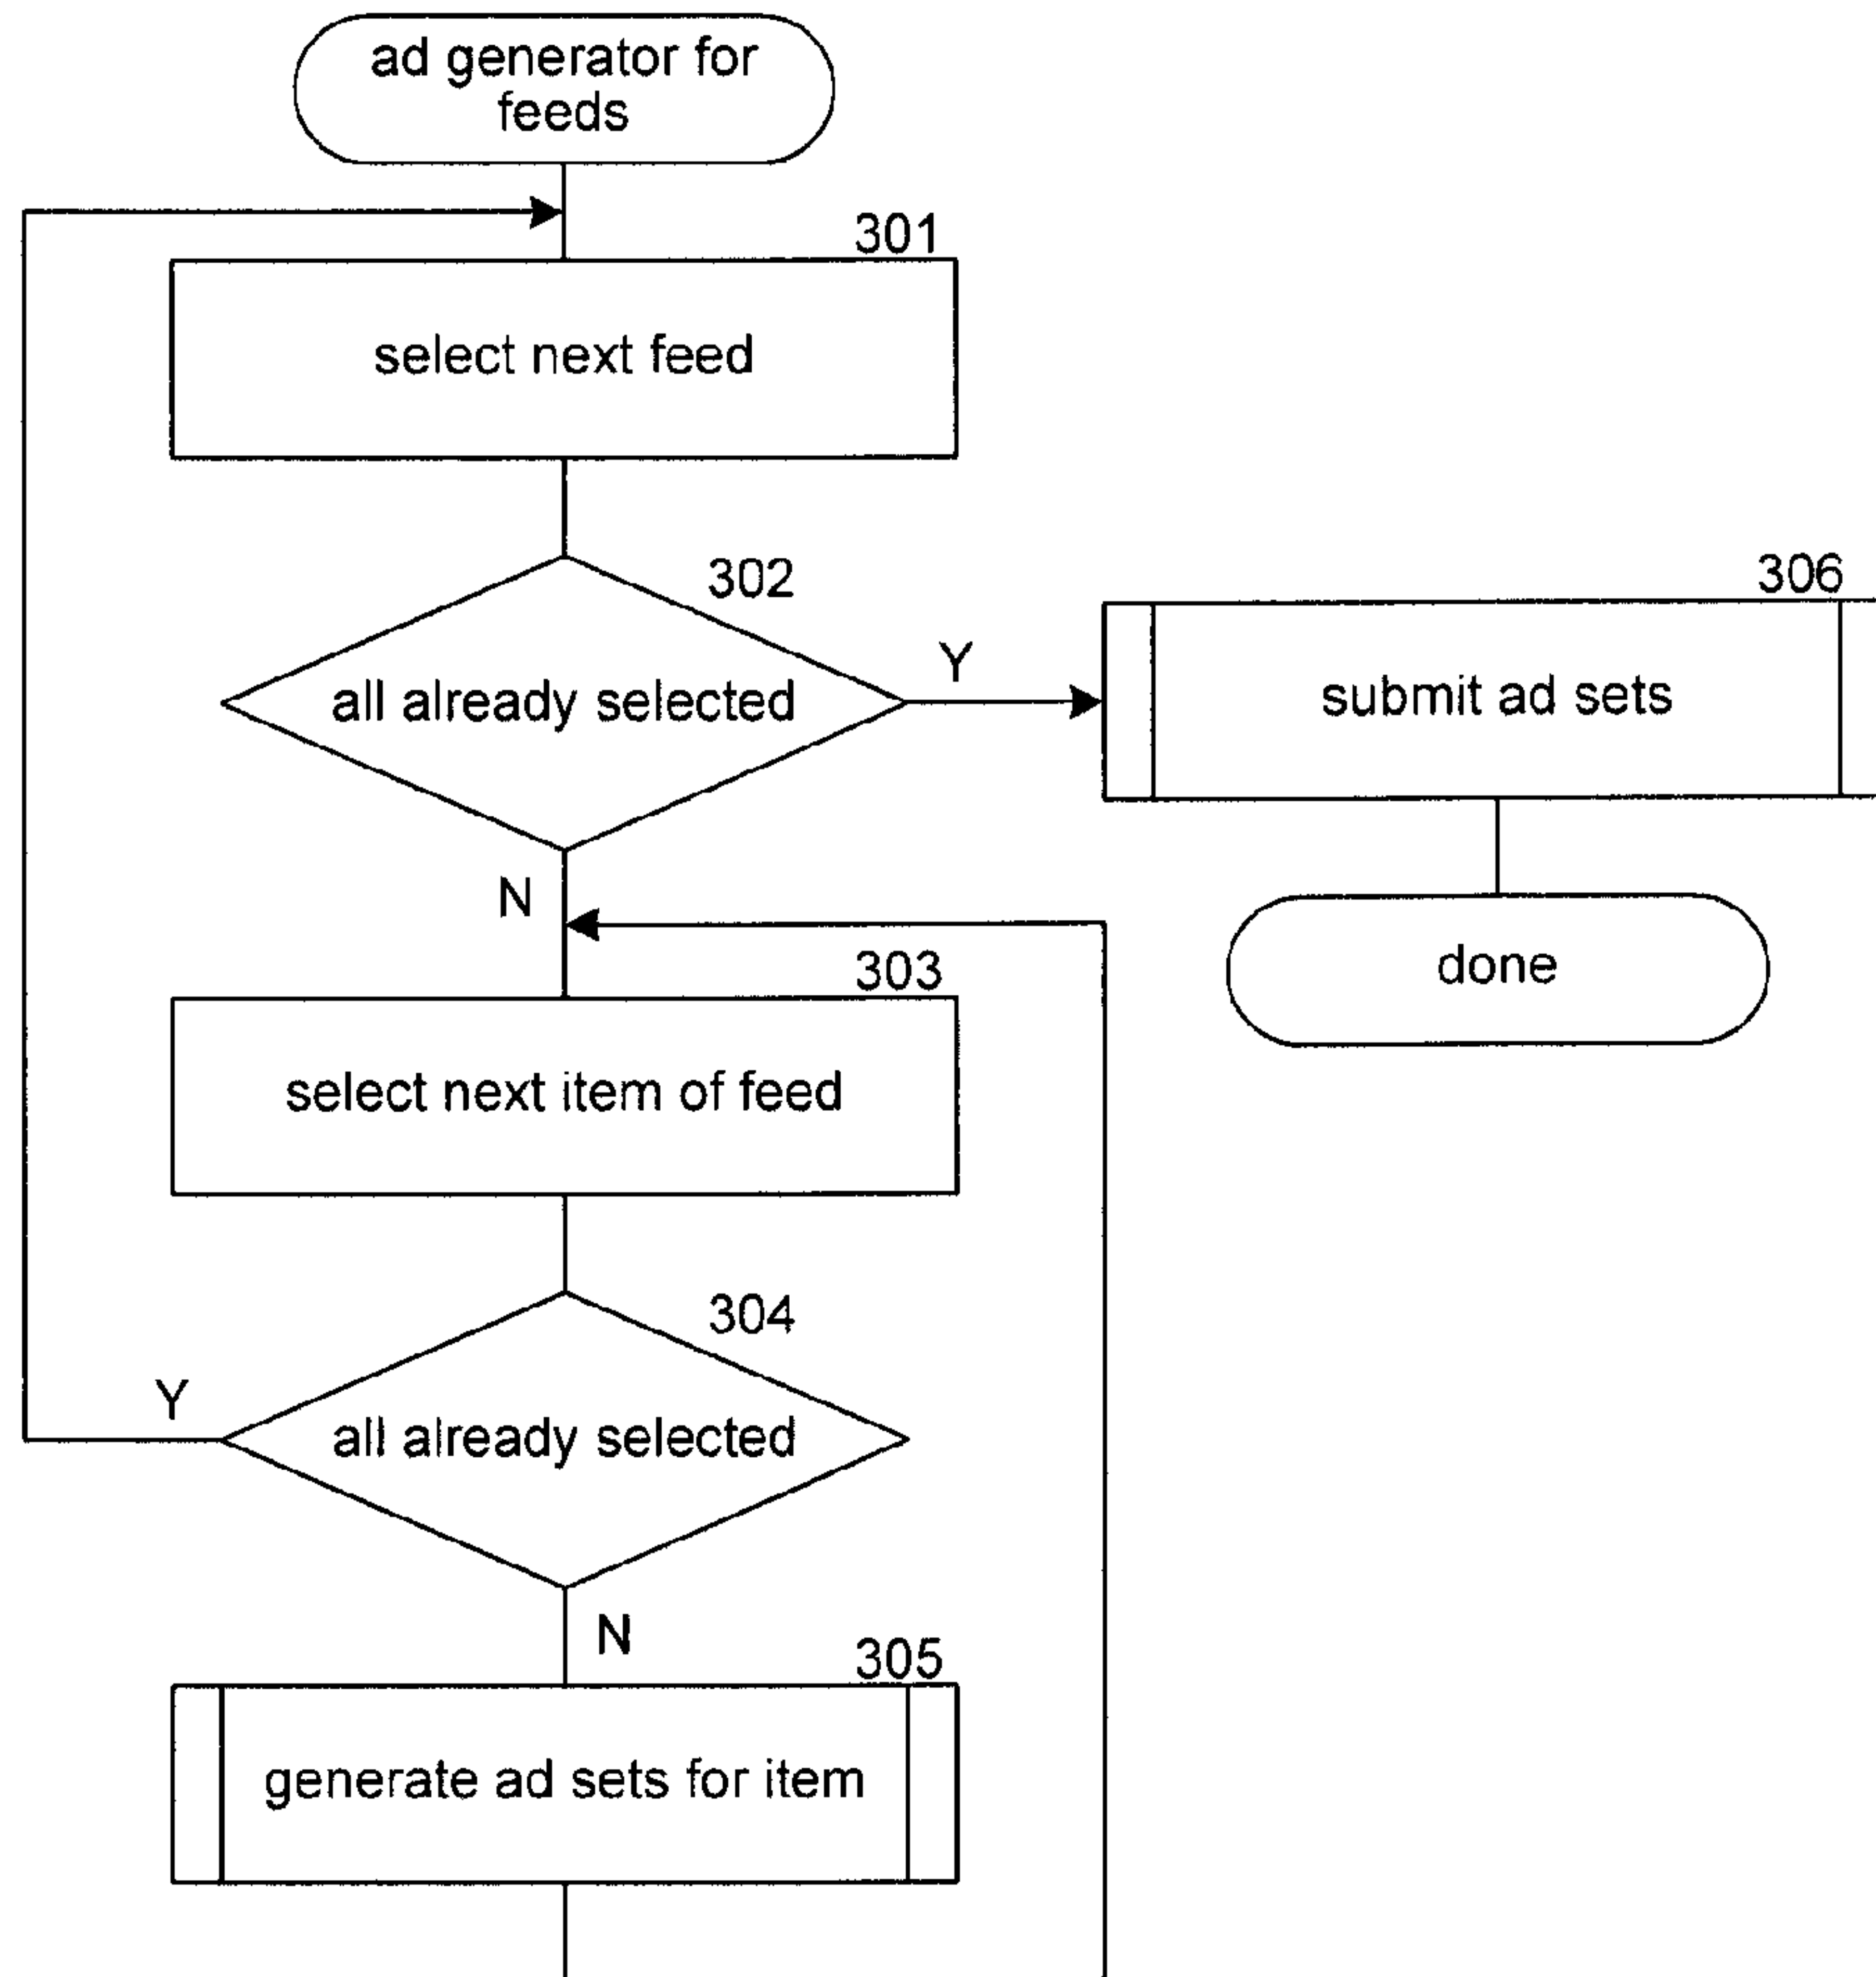 ad generator for
feeds
301
select next feed
302
all already selected
Y
306
submit ad sets
done
N
303
select next item of feed
304
all already selected
Y
N
305
generate ad sets for item